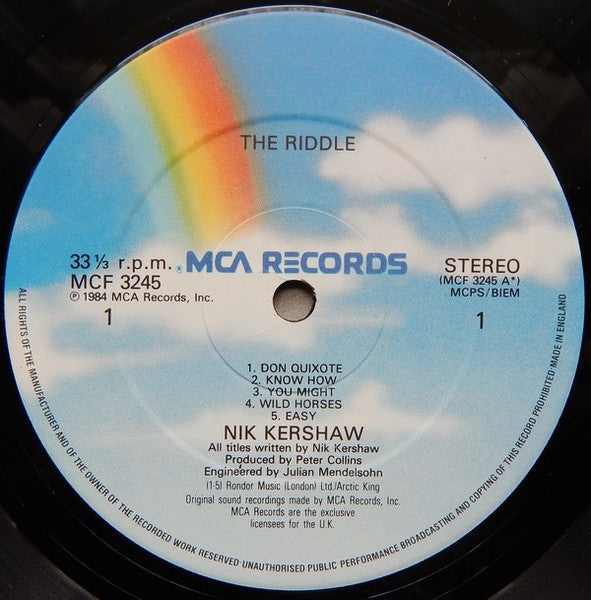 THE RIDDLE
33⅓ r.p.m.
MCA RECORDS
STEREO
MCF 3245
(MCF 3245 A*)
℗ 1984 MCA Records, Inc.
MCPS/BIEM
1
1
1. DON QUIXOTE
2. KNOW HOW
3. YOU MIGHT
4. WILD HORSES
5. EASY
NIK KERSHAW
All titles written by Nik Kershaw
Produced by Peter Collins
Engineered by Julian Mendelsohn
(1-5) Rondor Music (London) Ltd./Arctic King
Original sound recordings made by MCA Records, Inc.
MCA Records are the exclusive
licensees for the U.K.
ALL RIGHTS OF THE MANUFACTURER AND OF THE OWNER OF THE RECORDED WORK RESERVED·UNAUTHORISED PUBLIC PERFORMANCE BROADCASTING AND COPYING OF THIS RECORD PROHIBITED·MADE IN ENGLAND